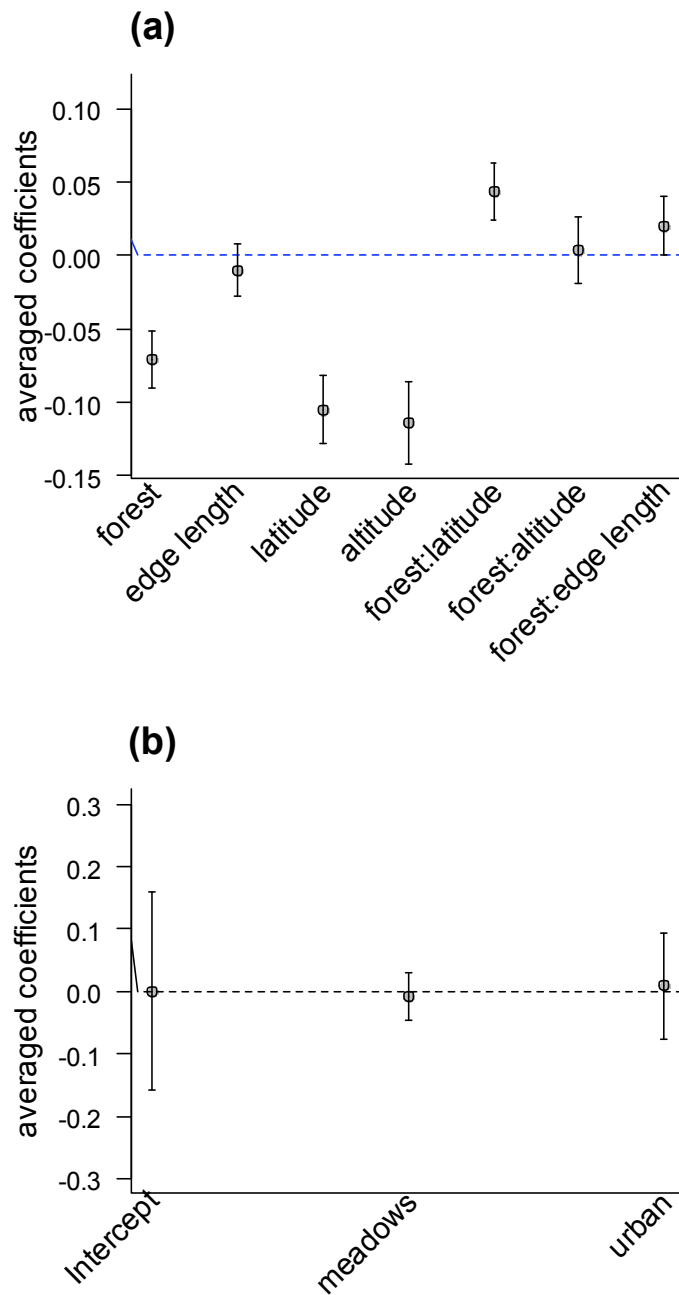 (a)
averaged coefficients
0.10
0.05
0.00
-0.05
-0.10
-0.15
forest
edge length
latitude
altitude
forest:latitude
forest:altitude
forest:edge length
(b)
averaged coefficients
0.3
0.2
0.1
0.0
-0.1
-0.2
-0.3
Intercept
meadows
urban